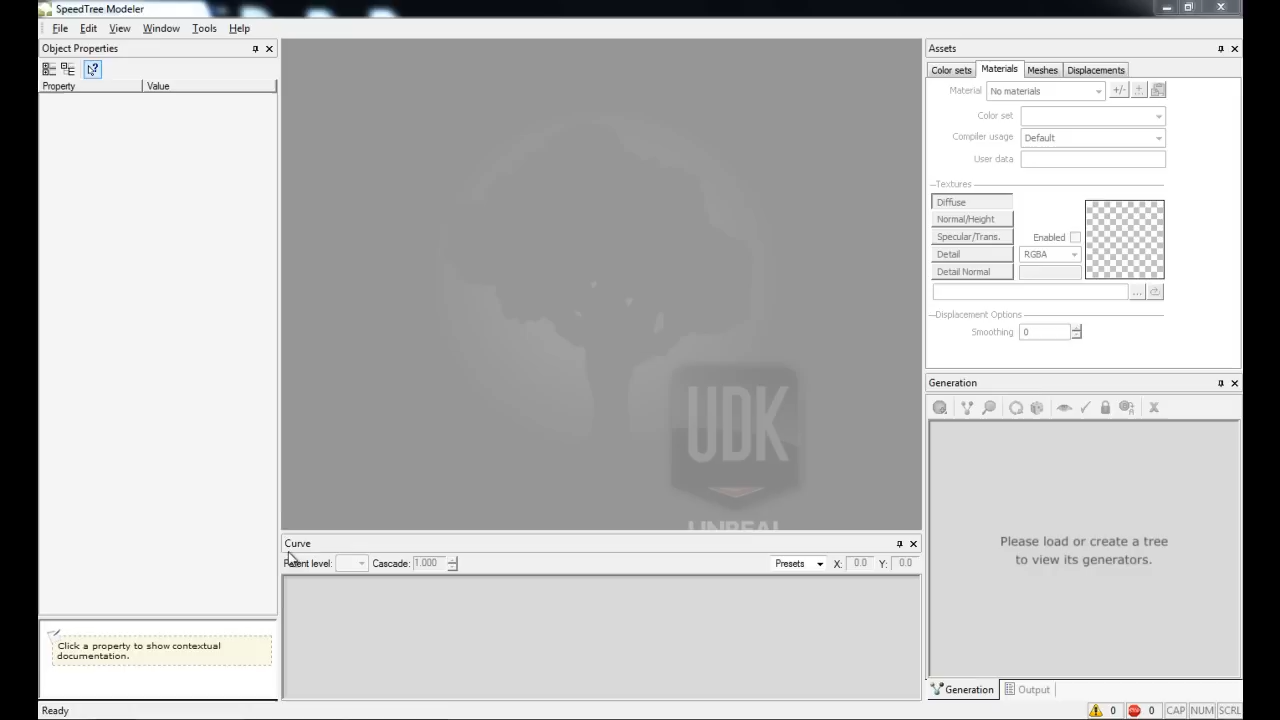 SpeedTree Modeler
File Edit View Window Tools Help
Object Properties
Property Value
Click a property to show contextual
documentation.
Ready
UDK
UNREAL
Curve
Parent level: Cascade: 1.000 Presets X: 0.0 Y: 0.0
Assets
Color sets Materials Meshes Displacements
Material No materials +/-
Color set
Compiler usage Default
User data
Textures
Diffuse
Normal/Height
Specular/Trans. Enabled
Detail RGBA
Detail Normal
...
Displacement Options
Smoothing 0
Generation
Please load or create a tree
to view its generators.
Generation Output
0 0 CAP NUM SCRL